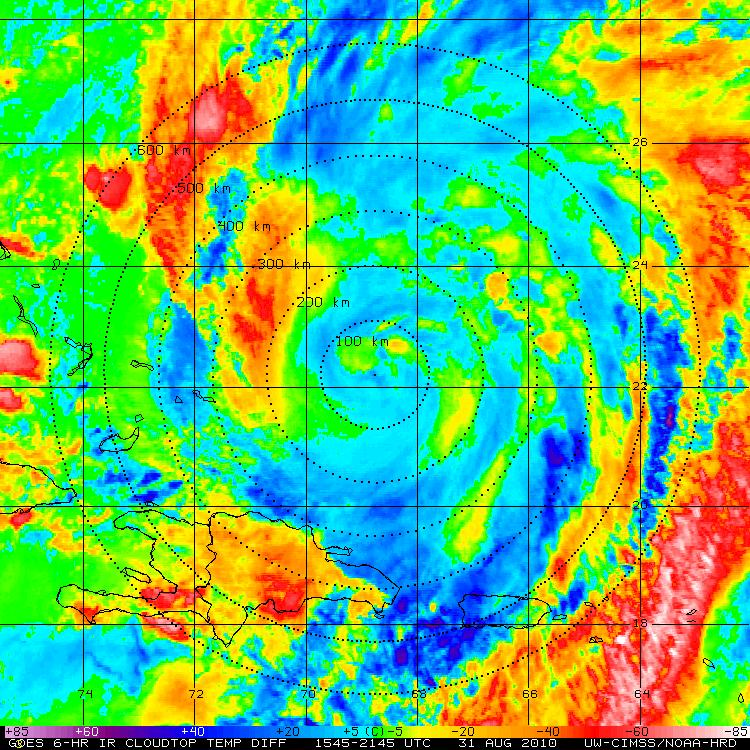 26
600 km
500 km
400 km
24
300 km
200 km
100 km
22
20
18
74 72 70 68 66 64
+85 +60 +40 +20 +5 (C) -5 -20 -40 -60 -85
GOES 6-HR IR CLOUDTOP TEMP DIFF 1545-2145 UTC 31 AUG 2010 UW-CIMSS/NOAA-HRD